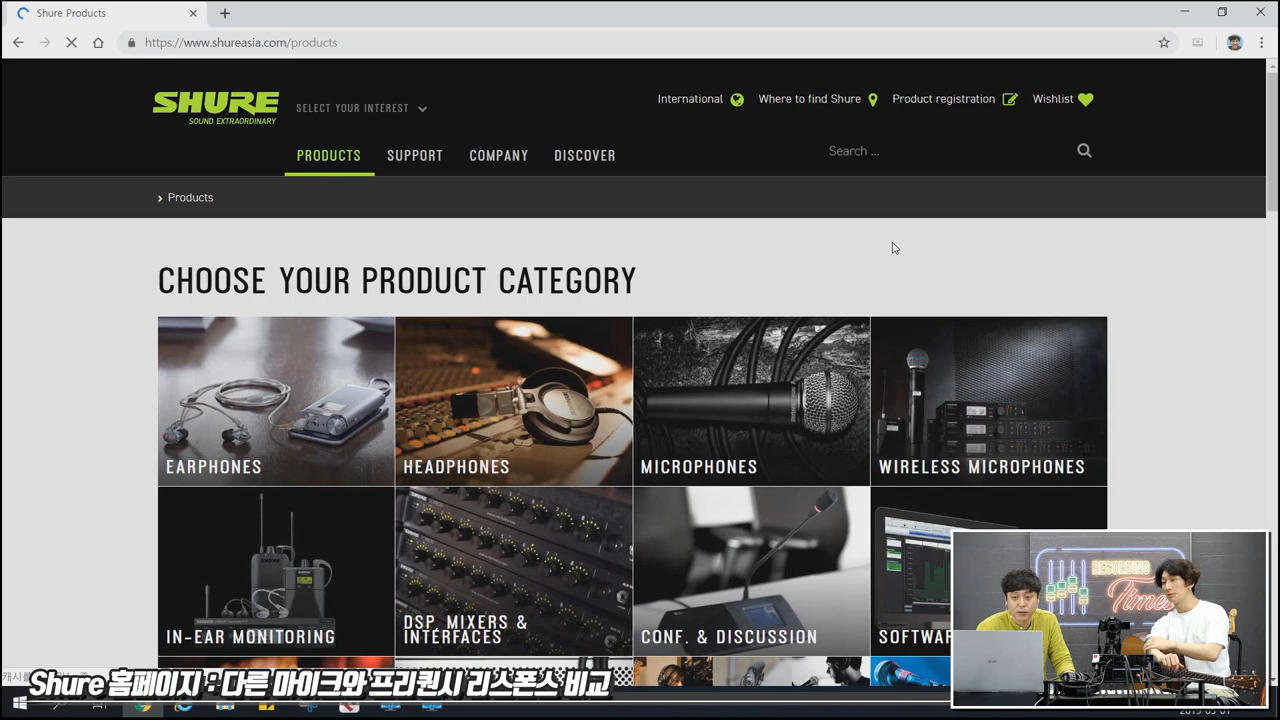 Shure Products
https://www.shureasia.com/products
SHURE
SOUND EXTRAORDINARY
SELECT YOUR INTEREST
International
Where to find Shure
Product registration
Wishlist
PRODUCTS
SUPPORT
COMPANY
DISCOVER
Search ...
Products
CHOOSE YOUR PRODUCT CATEGORY
EARPHONES
HEADPHONES
MICROPHONES
WIRELESS MICROPHONES
IN-EAR MONITORING
DSP, MIXERS &
INTERFACES
CONF. & DISCUSSION
SOFTWAR
RECORDING
Time
Shure 홈페이지 : 다른 마이크와 프리퀀시 리스폰스 비교